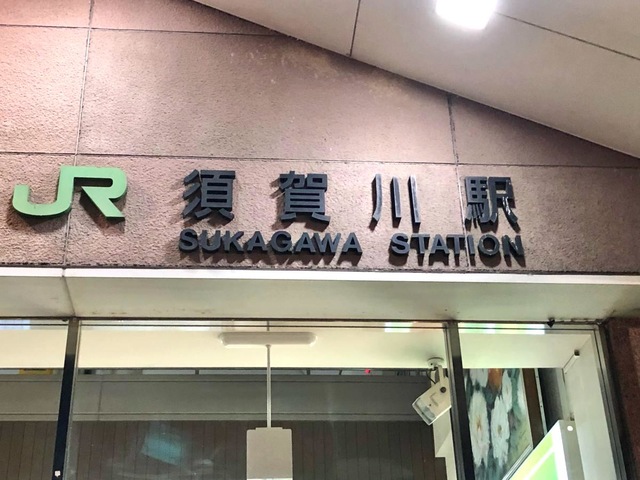 JR 須賀川駅
SUKAGAWA STATION